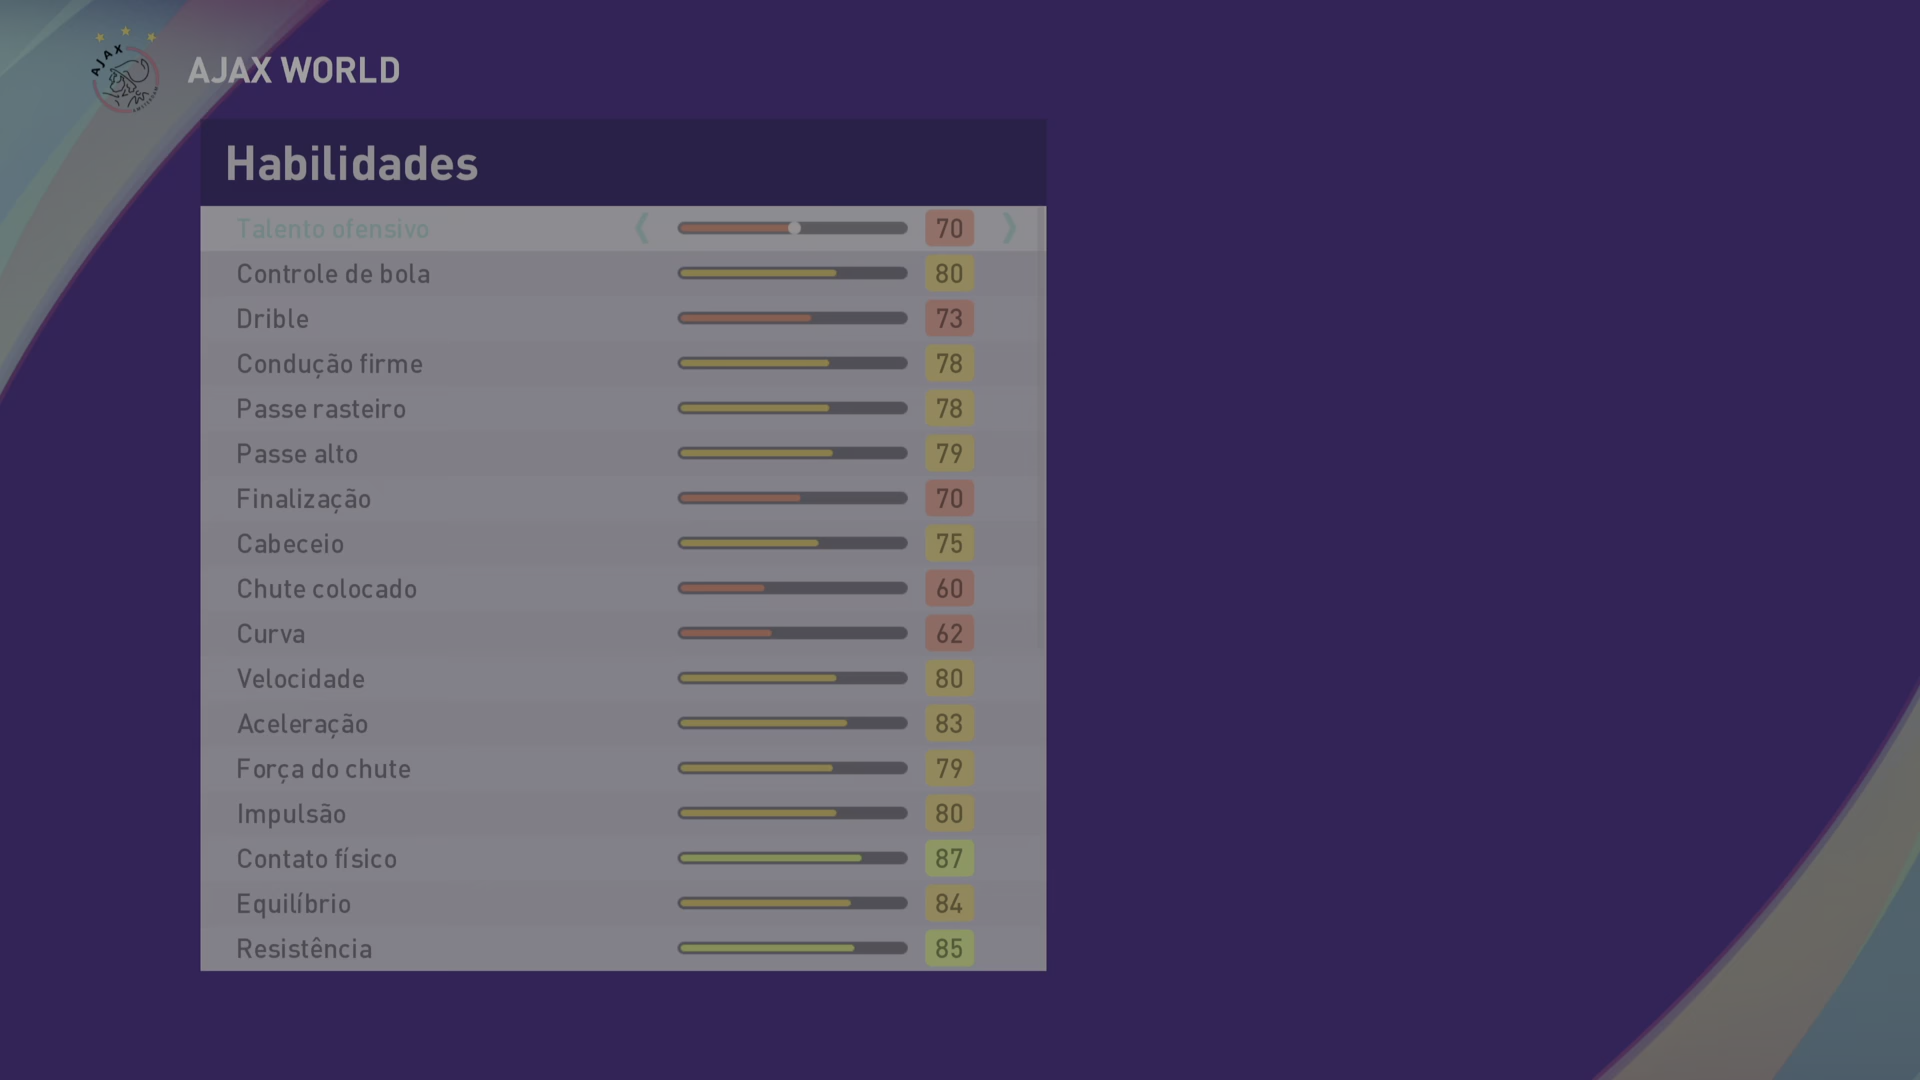 AJAX
AMSTERDAM
AJAX WORLD
Habilidades
Talento ofensivo 70
Controle de bola 80
Drible 73
Condução firme 78
Passe rasteiro 78
Passe alto 79
Finalização 70
Cabeceio 75
Chute colocado 60
Curva 62
Velocidade 80
Aceleração 83
Força do chute 79
Impulsão 80
Contato físico 87
Equilíbrio 84
Resistência 85